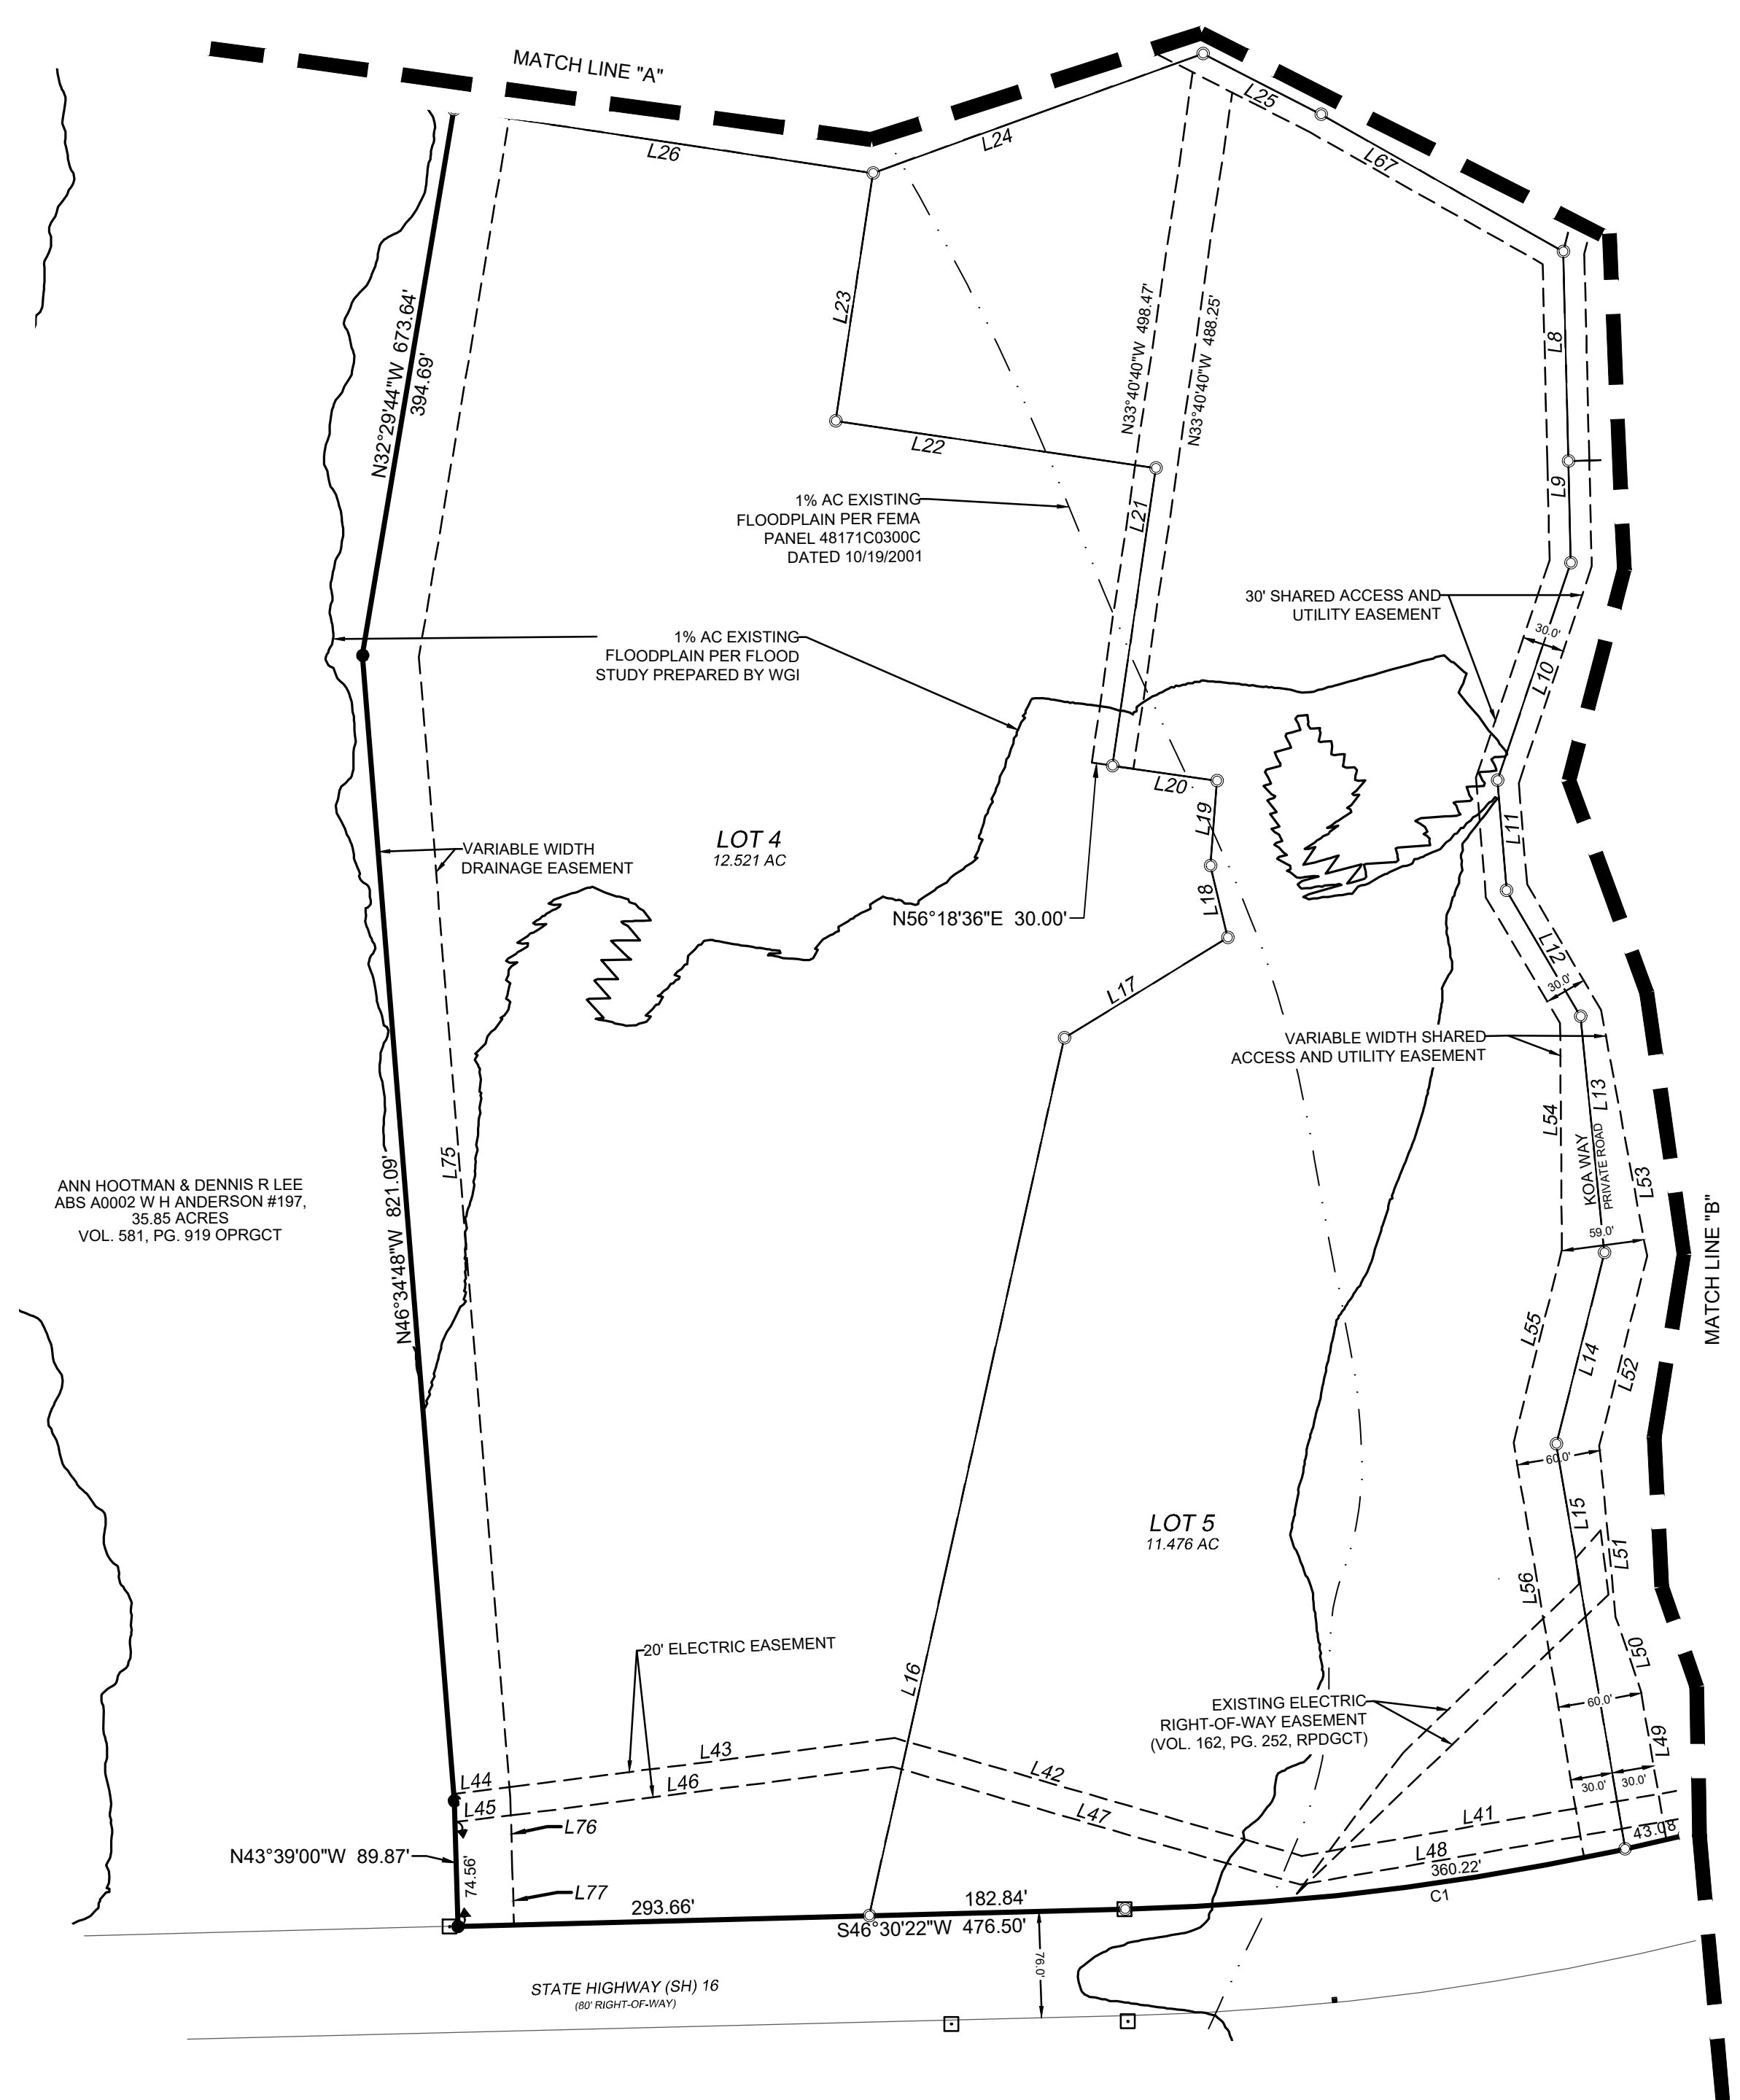 MATCH LINE "A"
L26
L24
L25
L67
L23
L22
L21
N33°40'40"W 498.47'
N33°40'40"W 488.25'
L8
L9
N32°29'44"W 673.64'
394.69'
1% AC EXISTING
FLOODPLAIN PER FEMA
PANEL 48171C0300C
DATED 10/19/2001
30' SHARED ACCESS AND
UTILITY EASEMENT
30.0'
L10
1% AC EXISTING
FLOODPLAIN PER FLOOD
STUDY PREPARED BY WGI
L20
L19
L18
L11
LOT 4
12.521 AC
VARIABLE WIDTH
DRAINAGE EASEMENT
N56°18'36"E 30.00'
L12
30.0'
L17
VARIABLE WIDTH SHARED
ACCESS AND UTILITY EASEMENT
L54
L13
KOA WAY
PRIVATE ROAD
L53
59.0'
L75
N46°34'48"W 821.09'
ANN HOOTMAN & DENNIS R LEE
ABS A0002 W H ANDERSON #197,
35.85 ACRES
VOL. 581, PG. 919 OPRGCT
MATCH LINE "B"
L55
L14
L52
60.0'
L15
L51
LOT 5
11.476 AC
L56
L50
20' ELECTRIC EASEMENT
L16
EXISTING ELECTRIC
RIGHT-OF-WAY EASEMENT
(VOL. 162, PG. 252, RPDGCT)
60.0'
L49
L43
L44
L46
L45
L42
L47
30.0'
30.0'
L41
L48
43.08
360.22'
C1
L76
N43°39'00"W 89.87'
74.56'
L77
293.66'
182.84'
S46°30'22"W 476.50'
76.0'
STATE HIGHWAY (SH) 16
(80' RIGHT-OF-WAY)